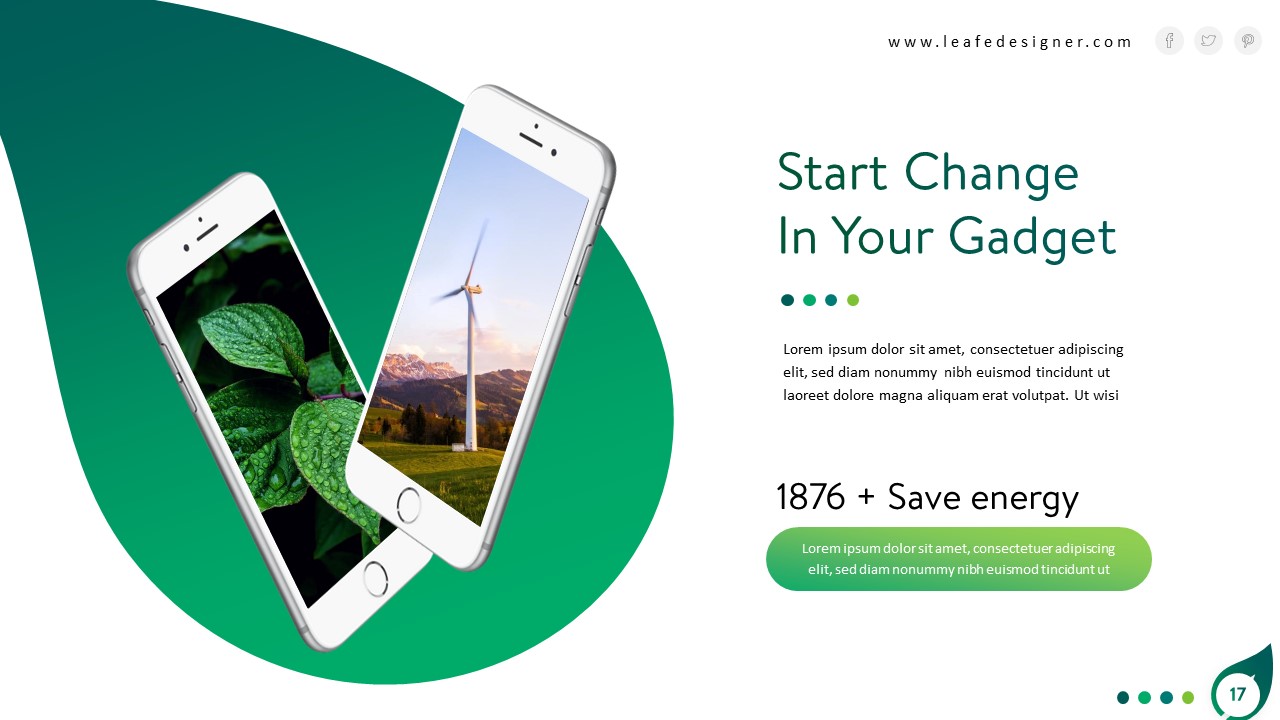 www.leafedesigner.com
Start Change
In Your Gadget
Lorem ipsum dolor sit amet, consectetuer adipiscing
elit, sed diam nonummy nibh euismod tincidunt ut
laoreet dolore magna aliquam erat volutpat. Ut wisi
1876 + Save energy
Lorem ipsum dolor sit amet, consectetuer adipiscing
elit, sed diam nonummy nibh euismod tincidunt ut
17